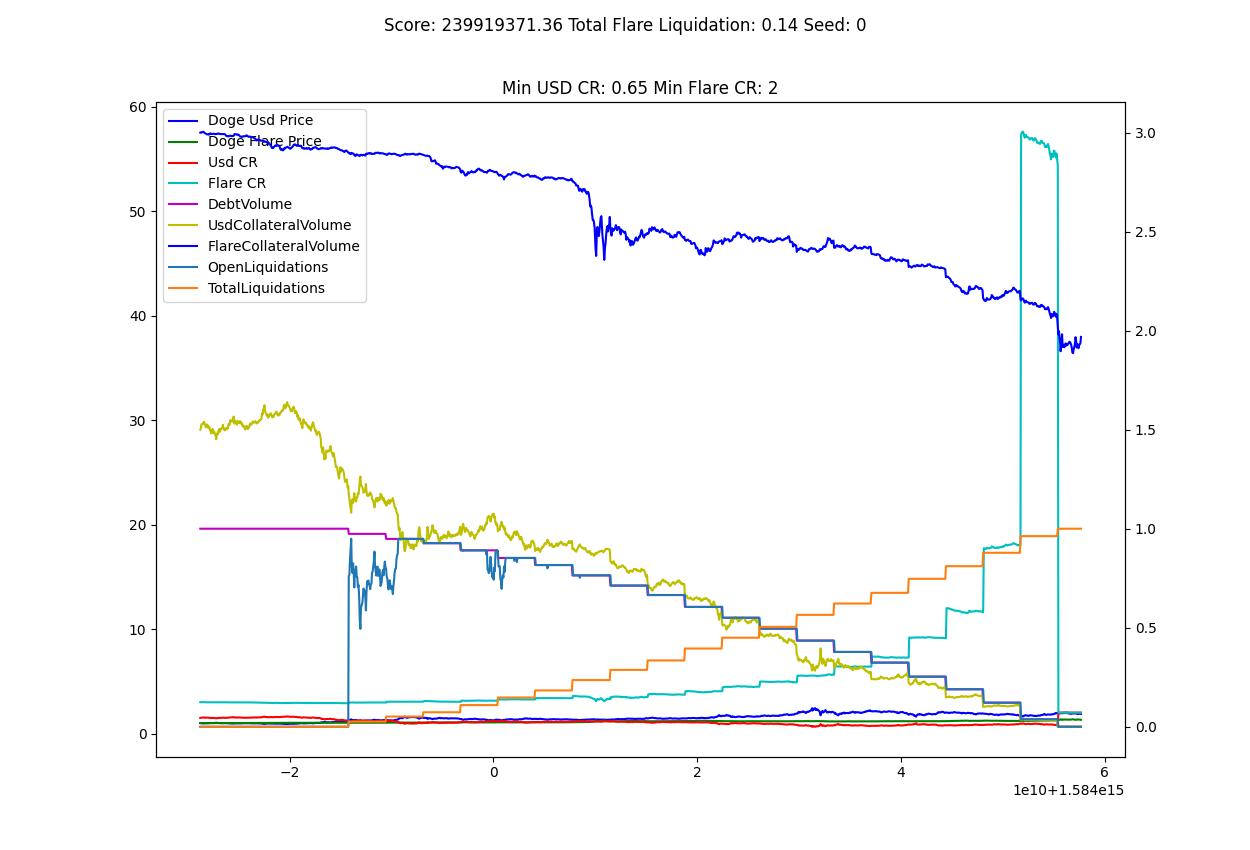 Score: 239919371.36 Total Flare Liquidation: 0.14 Seed: 0
Min USD CR: 0.65 Min Flare CR: 2
Doge Usd Price
Doge Flare Price
Usd CR
Flare CR
DebtVolume
UsdCollateralVolume
FlareCollateralVolume
OpenLiquidations
TotalLiquidations
60
50
40
30
20
10
0
3.0
2.5
2.0
1.5
1.0
0.5
0.0
−2
0
2
4
6
1e10+1.584e15